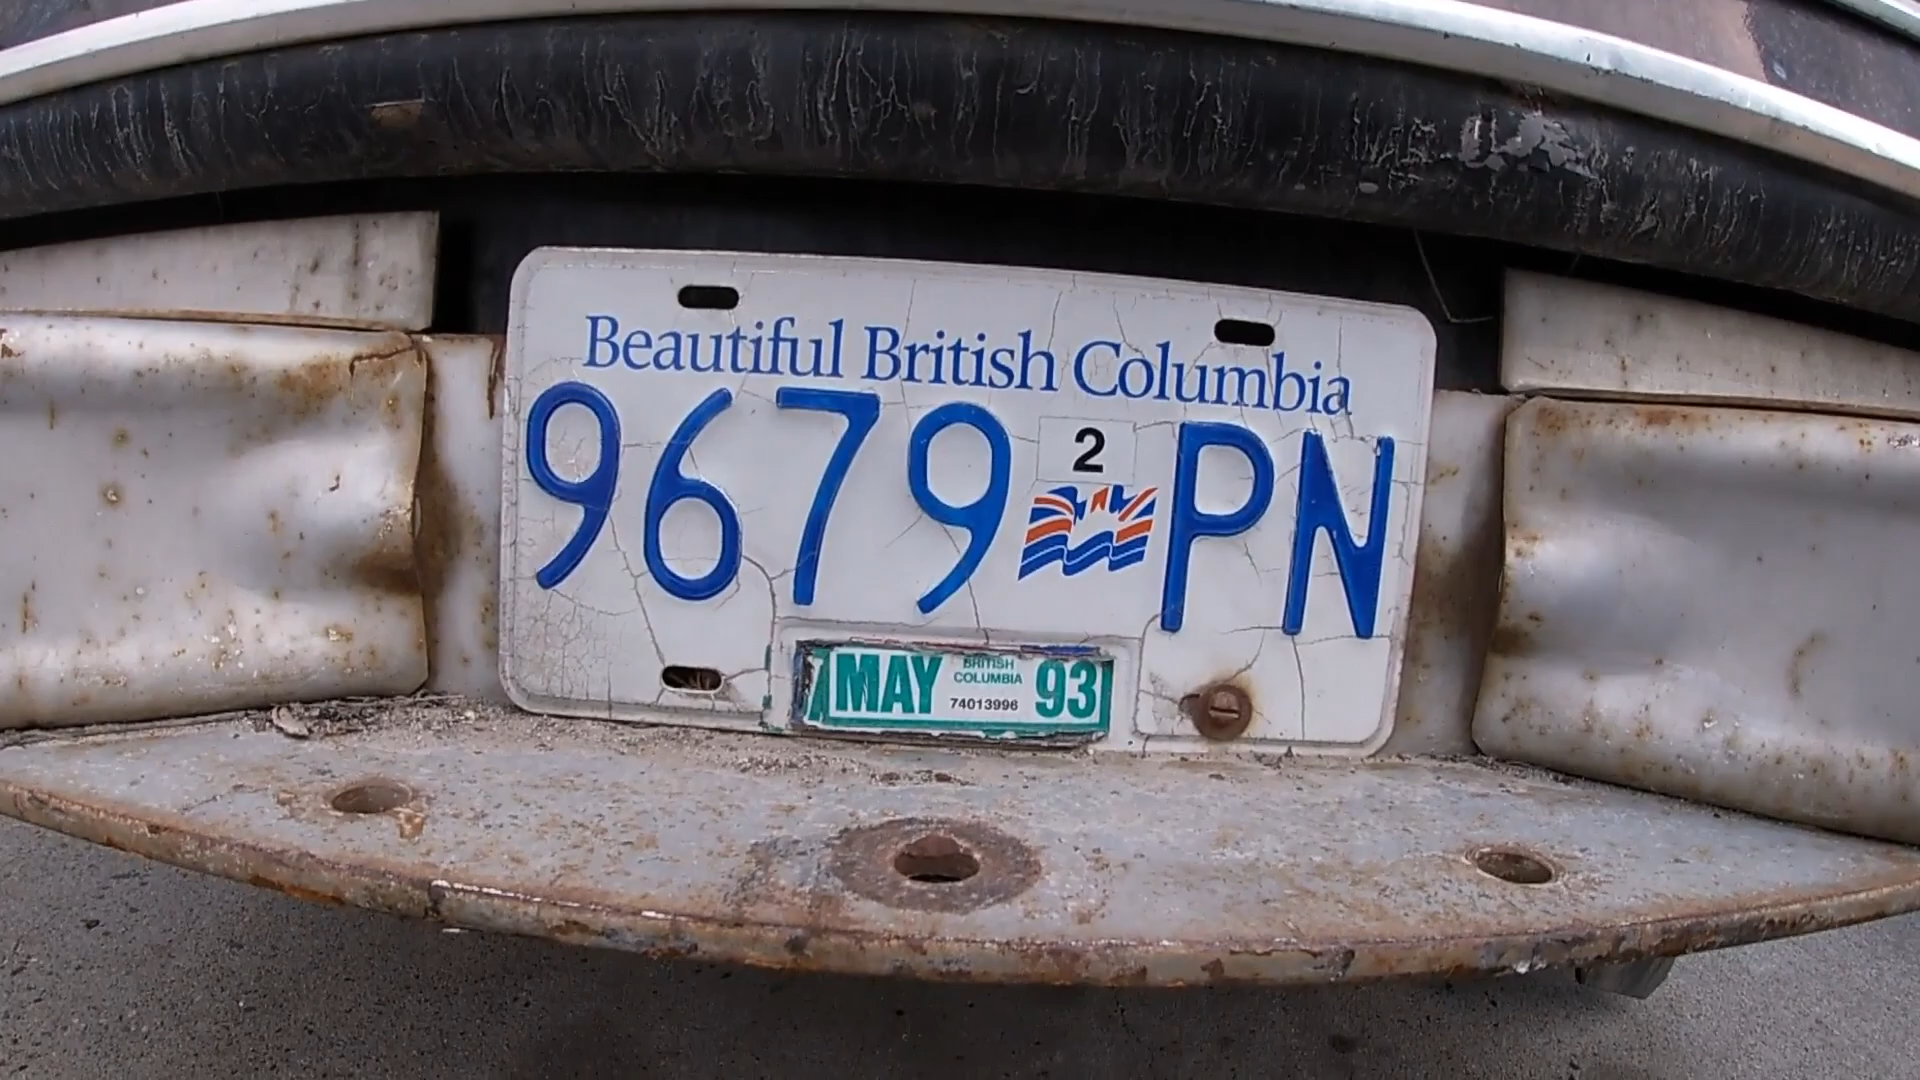 Beautiful British Columbia
9679 PN
2
MAY BRITISH COLUMBIA 74013996 93